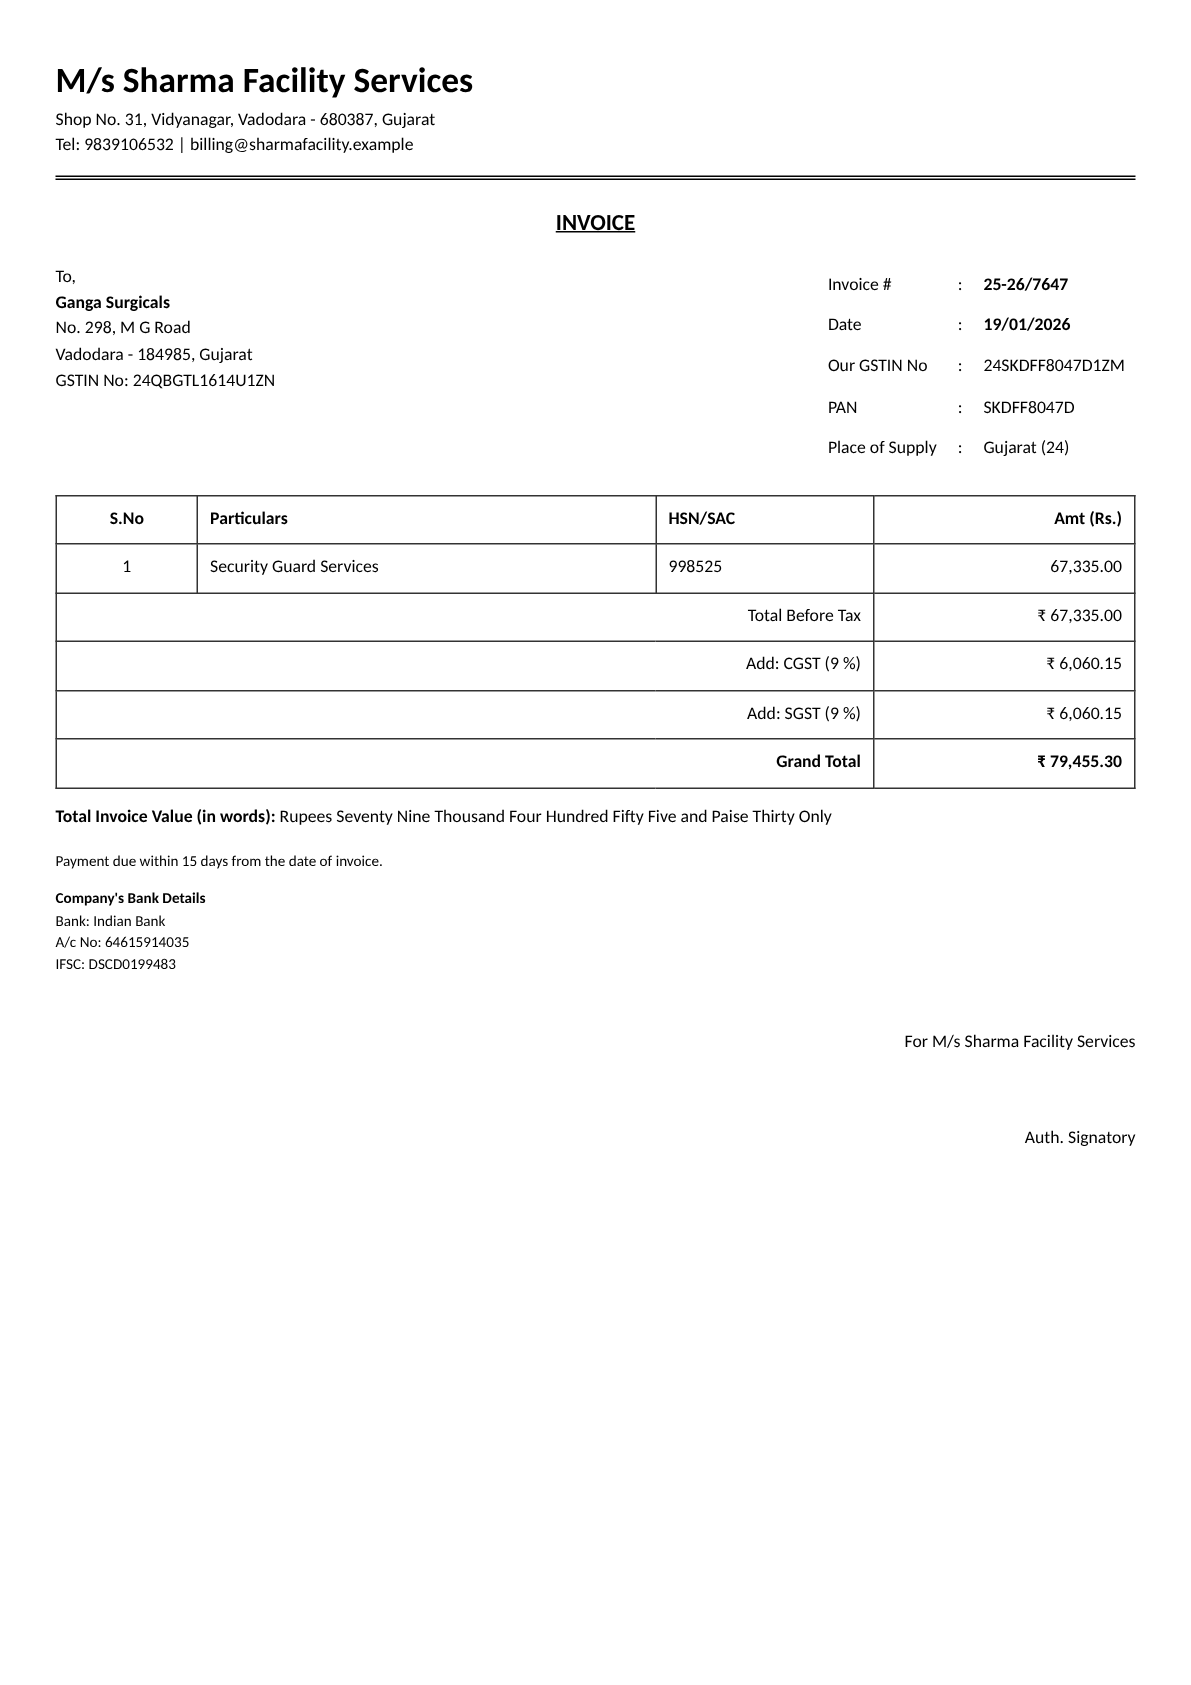 M/s Sharma Facility Services
Shop No. 31, Vidyanagar, Vadodara - 680387, Gujarat
Tel: 9839106532 | billing@sharmafacility.example
INVOICE
To,
Ganga Surgicals
No. 298, M G Road
Vadodara - 184985, Gujarat
GSTIN No: 24QBGTL1614U1ZN
Invoice # : 25-26/7647
Date : 19/01/2026
Our GSTIN No : 24SKDFF8047D1ZM
PAN : SKDFF8047D
Place of Supply : Gujarat (24)
S.No Particulars HSN/SAC Amt (Rs.)
1 Security Guard Services 998525 67,335.00
Total Before Tax ₹ 67,335.00
Add: CGST (9 %) ₹ 6,060.15
Add: SGST (9 %) ₹ 6,060.15
Grand Total ₹ 79,455.30
Total Invoice Value (in words): Rupees Seventy Nine Thousand Four Hundred Fifty Five and Paise Thirty Only
Payment due within 15 days from the date of invoice.
Company's Bank Details
Bank: Indian Bank
A/c No: 64615914035
IFSC: DSCD0199483
For M/s Sharma Facility Services
Auth. Signatory